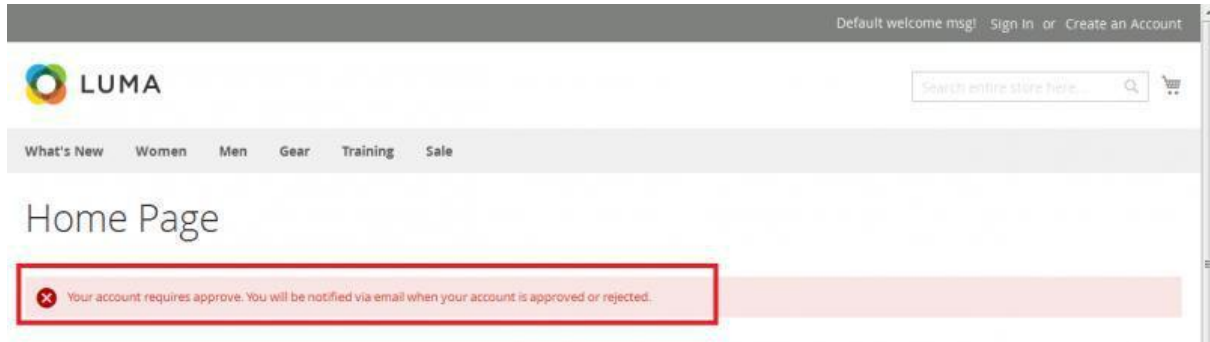 Default welcome msg! Sign In or Create an Account
LUMA
Search entire store here...
What's New Women Men Gear Training Sale
Home Page
Your account requires approve. You will be notified via email when your account is approved or rejected.